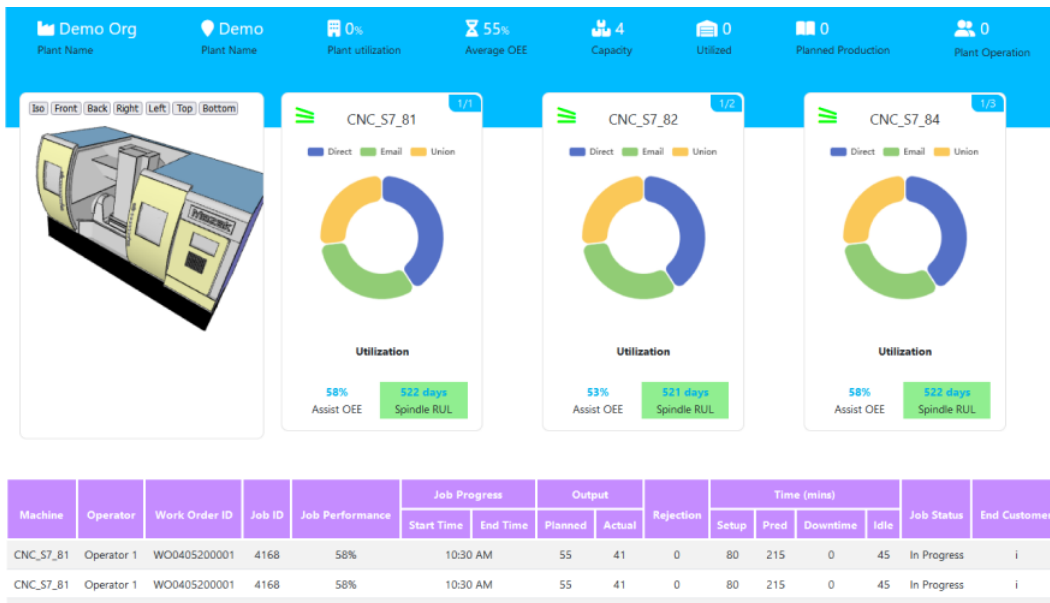 Demo Org
Plant Name
Demo
Plant Name
0%
Plant utilization
55%
Average OEE
4
Capacity
0
Utilized
0
Planned Production
0
Plant Operation
Iso Front Back Right Left Top Bottom
1/1
CNC_S7_81
Direct Email Union
Utilization
58%
Assist OEE
522 days
Spindle RUL
1/2
CNC_S7_82
Direct Email Union
Utilization
53%
Assist OEE
521 days
Spindle RUL
1/3
CNC_S7_84
Direct Email Union
Utilization
58%
Assist OEE
522 days
Spindle RUL
Machine Operator Work Order ID Job ID Job Performance Job Progress Output Rejection Time (mins) Job Status End Customer
Start Time End Time Planned Actual Setup Pred Downtime Idle
CNC_S7_81 Operator 1 WO0405200001 4168 58% 10:30 AM 55 41 0 80 215 0 45 In Progress i
CNC_S7_81 Operator 1 WO0405200001 4168 58% 10:30 AM 55 41 0 80 215 0 45 In Progress i